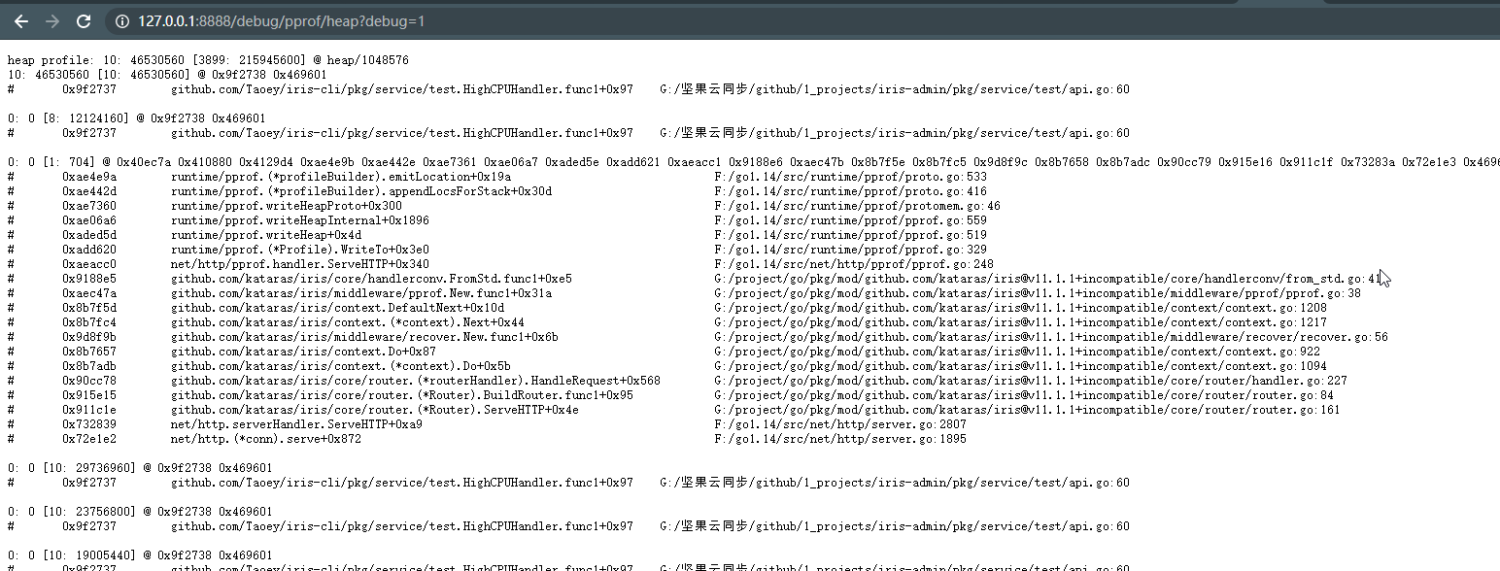 127.0.0.1:8888/debug/pprof/heap?debug=1
heap profile: 10: 46530560 [3899: 215945600] @ heap/1048576
10: 46530560 [10: 46530560] @ 0x9f2738 0x469601
# 0x9f2737 github.com/Taoey/iris-cli/pkg/service/test.HighCPUHandler.func1+0x97 G:/坚果云同步/github/1_projects/iris-admin/pkg/service/test/api.go:60
0: 0 [8: 12124160] @ 0x9f2738 0x469601
# 0x9f2737 github.com/Taoey/iris-cli/pkg/service/test.HighCPUHandler.func1+0x97 G:/坚果云同步/github/1_projects/iris-admin/pkg/service/test/api.go:60
0: 0 [1: 704] @ 0x40ec7a 0x410880 0x4129d4 0xae4e9b 0xae442e 0xae7361 0xae06a7 0xaded5e 0xadd621 0xaeacc1 0x9188e6 0xaec47b 0x8b7f5e 0x8b7fc5 0x9d8f9c 0x8b7658 0x8b7adc 0x90cc79 0x915e16 0x911c1f 0x73283a 0x72e1e3
# 0xae4e9a runtime/pprof.(*profileBuilder).emitLocation+0x19a F:/go1.14/src/runtime/pprof/proto.go:533
# 0xae442d runtime/pprof.(*profileBuilder).appendLocsForStack+0x30d F:/go1.14/src/runtime/pprof/proto.go:416
# 0xae7360 runtime/pprof.writeHeapProto+0x300 F:/go1.14/src/runtime/pprof/protomem.go:46
# 0xae06a6 runtime/pprof.writeHeapInternal+0x1896 F:/go1.14/src/runtime/pprof/pprof.go:559
# 0xaded5d runtime/pprof.writeHeap+0x4d F:/go1.14/src/runtime/pprof/pprof.go:519
# 0xadd620 runtime/pprof.(*Profile).WriteTo+0x3e0 F:/go1.14/src/runtime/pprof/pprof.go:329
# 0xaeacc0 net/http/pprof.handler.ServeHTTP+0x340 F:/go1.14/src/net/http/pprof/pprof.go:248
# 0x9188e5 github.com/kataras/iris/core/handlerconv.FromStd.func1+0xe5 G:/project/go/pkg/mod/github.com/kataras/iris@v11.1.1+incompatible/core/handlerconv/from_std.go:41
# 0xaec47a github.com/kataras/iris/middleware/pprof.New.func1+0x31a G:/project/go/pkg/mod/github.com/kataras/iris@v11.1.1+incompatible/middleware/pprof/pprof.go:38
# 0x8b7f5d github.com/kataras/iris/context.DefaultNext+0x10d G:/project/go/pkg/mod/github.com/kataras/iris@v11.1.1+incompatible/context/context.go:1208
# 0x8b7fc4 github.com/kataras/iris/context.(*context).Next+0x44 G:/project/go/pkg/mod/github.com/kataras/iris@v11.1.1+incompatible/context/context.go:1217
# 0x9d8f9b github.com/kataras/iris/middleware/recover.New.func1+0x6b G:/project/go/pkg/mod/github.com/kataras/iris@v11.1.1+incompatible/middleware/recover/recover.go:56
# 0x8b7657 github.com/kataras/iris/context.Do+0x87 G:/project/go/pkg/mod/github.com/kataras/iris@v11.1.1+incompatible/context/context.go:922
# 0x8b7adb github.com/kataras/iris/context.(*context).Do+0x5b G:/project/go/pkg/mod/github.com/kataras/iris@v11.1.1+incompatible/context/context.go:1094
# 0x90cc78 github.com/kataras/iris/core/router.(*routerHandler).HandleRequest+0x568 G:/project/go/pkg/mod/github.com/kataras/iris@v11.1.1+incompatible/core/router/handler.go:227
# 0x915e15 github.com/kataras/iris/core/router.(*Router).BuildRouter.func1+0x95 G:/project/go/pkg/mod/github.com/kataras/iris@v11.1.1+incompatible/core/router/router.go:84
# 0x911c1e github.com/kataras/iris/core/router.(*Router).ServeHTTP+0x4e G:/project/go/pkg/mod/github.com/kataras/iris@v11.1.1+incompatible/core/router/router.go:161
# 0x732839 net/http.serverHandler.ServeHTTP+0xa9 F:/go1.14/src/net/http/server.go:2807
# 0x72e1e2 net/http.(*conn).serve+0x872 F:/go1.14/src/net/http/server.go:1895
0: 0 [10: 29736960] @ 0x9f2738 0x469601
# 0x9f2737 github.com/Taoey/iris-cli/pkg/service/test.HighCPUHandler.func1+0x97 G:/坚果云同步/github/1_projects/iris-admin/pkg/service/test/api.go:60
0: 0 [10: 23756800] @ 0x9f2738 0x469601
# 0x9f2737 github.com/Taoey/iris-cli/pkg/service/test.HighCPUHandler.func1+0x97 G:/坚果云同步/github/1_projects/iris-admin/pkg/service/test/api.go:60
0: 0 [10: 19005440] @ 0x9f2738 0x469601
# 0x9f2737 github.com/Taoey/iris-cli/pkg/service/test.HighCPUHandler.func1+0x97 G:/坚果云同步/github/1_projects/iris-admin/pkg/service/test/api.go:60